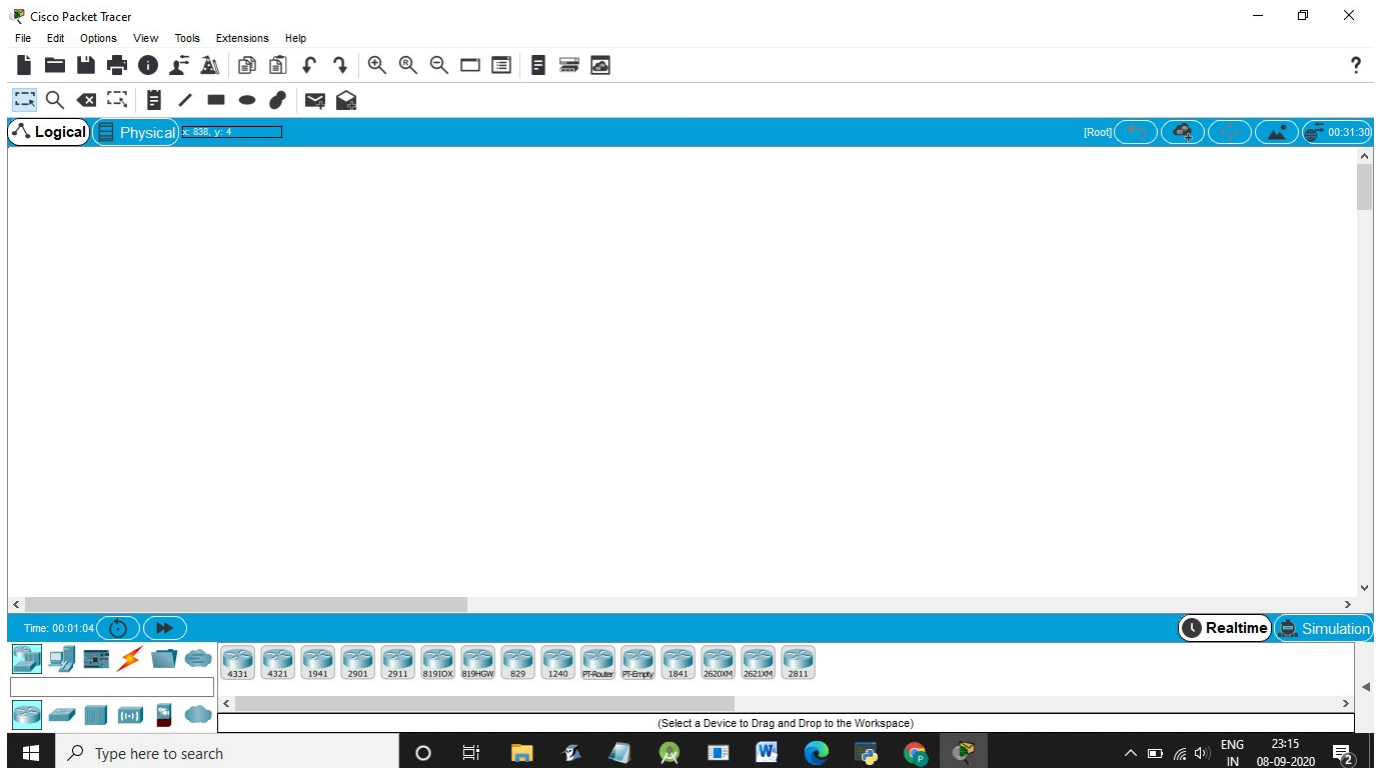 Cisco Packet Tracer
File Edit Options View Tools Extensions Help
?
Logical Physical x: 838, y: 4 [Root] 00:31:30
Time: 00:01:04 Realtime Simulation
4331 4321 1941 2901 2911 819IOX 819HGW 829 1240 PT-Router PT-Empty 1841 2620XM 2621XM 2811
(Select a Device to Drag and Drop to the Workspace)
Type here to search
ENG 23:15
IN 08-09-2020 2